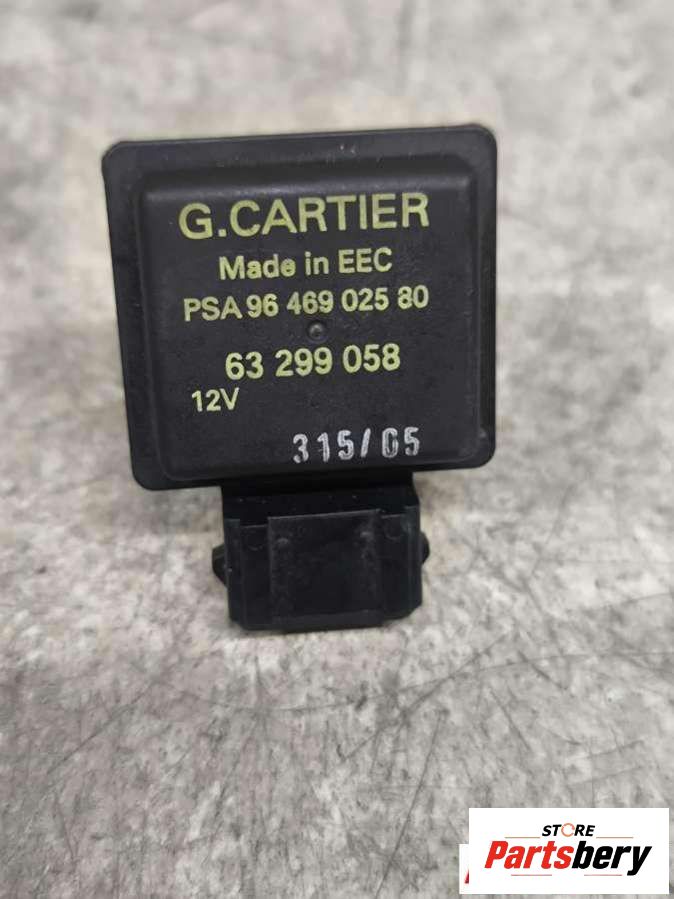 G.CARTIER
Made in EEC
PSA 96 469 025 80
63 299 058
12V
315/05
STORE
Partsbery